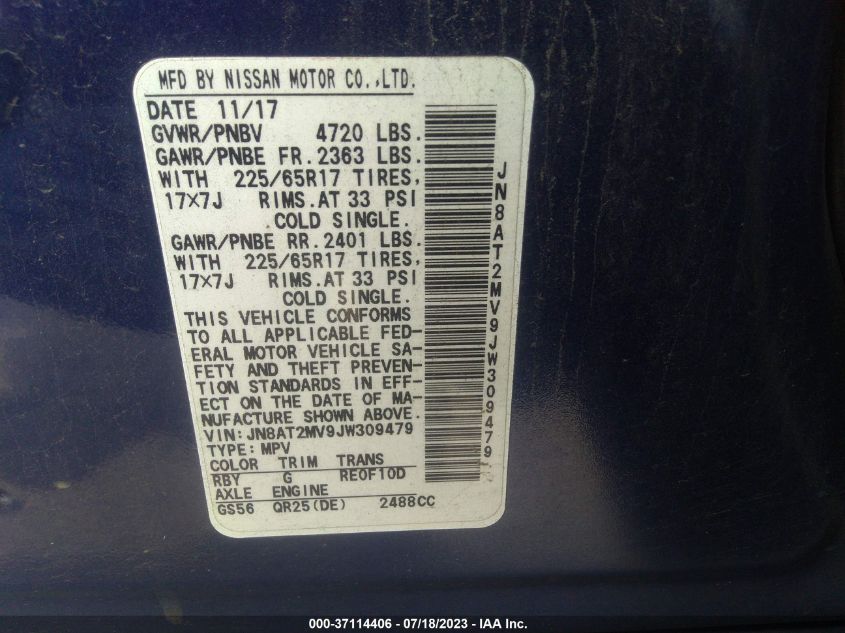 MFD BY NISSAN MOTOR CO.,LTD.
DATE 11/17
GVWR/PNBV 4720 LBS.
GAWR/PNBE FR. 2363 LBS.
WITH 225/65R17 TIRES,
17×7J RIMS.AT 33 PSI
COLD SINGLE.
GAWR/PNBE RR. 2401 LBS.
WITH 225/65R17 TIRES,
17×7J RIMS.AT 33 PSI
COLD SINGLE.
THIS VEHICLE CONFORMS
TO ALL APPLICABLE FED-
ERAL MOTOR VEHICLE SA-
FETY AND THEFT PREVEN-
TION STANDARDS IN EFF-
ECT ON THE DATE OF MA-
NUFACTURE SHOWN ABOVE.
VIN: JN8AT2MV9JW309479
TYPE: MPV
COLOR TRIM TRANS
RBY G RE0F10D
AXLE ENGINE
GS56 QR25(DE) 2488CC
JN8AT2MV9JW309479
000-37114406 - 07/18/2023 - IAA Inc.